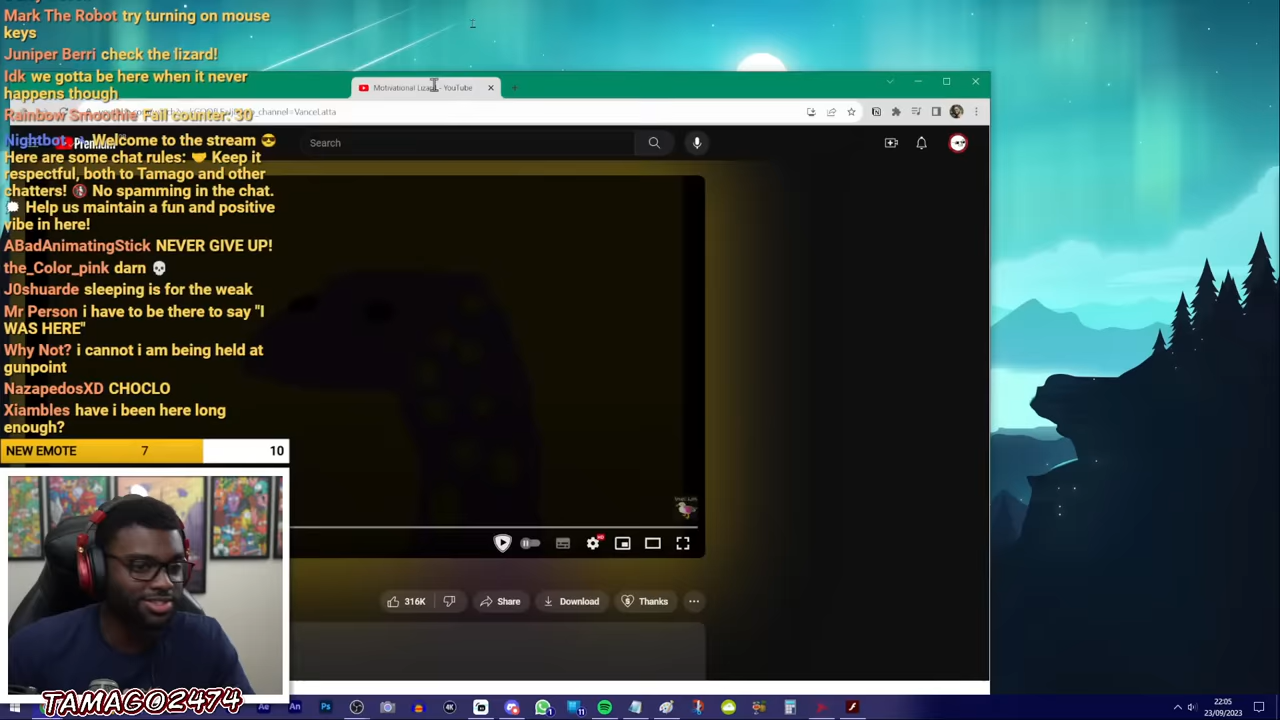 Mark The Robot try turning on mouse
keys
Juniper Berri check the lizard!
Idk we gotta be here when it never
happens though
Rainbow Smoothie Fall counter: 30
Nightbot Welcome to the stream 😎
Here are some chat rules: 🤝 Keep it
respectful, both to Tamago and other
chatters! 🚯 No spamming in the chat.
💭 Help us maintain a fun and positive
vibe in here!
ABadAnimatingStick NEVER GIVE UP!
the_Color_pink darn 💀
J0shuarde sleeping is for the weak
Mr Person i have to be there to say "I
WAS HERE"
Why Not? i cannot i am being held at
gunpoint
NazapedosXD CHOCLO
Xiambles have i been here long
enough?
NEW EMOTE 7 10
TAMAGO2474
Motivational - YouTube
_channel=VanceLatta
Premium
Search
316K
Share
Download
Thanks
22:05
23/09/2023